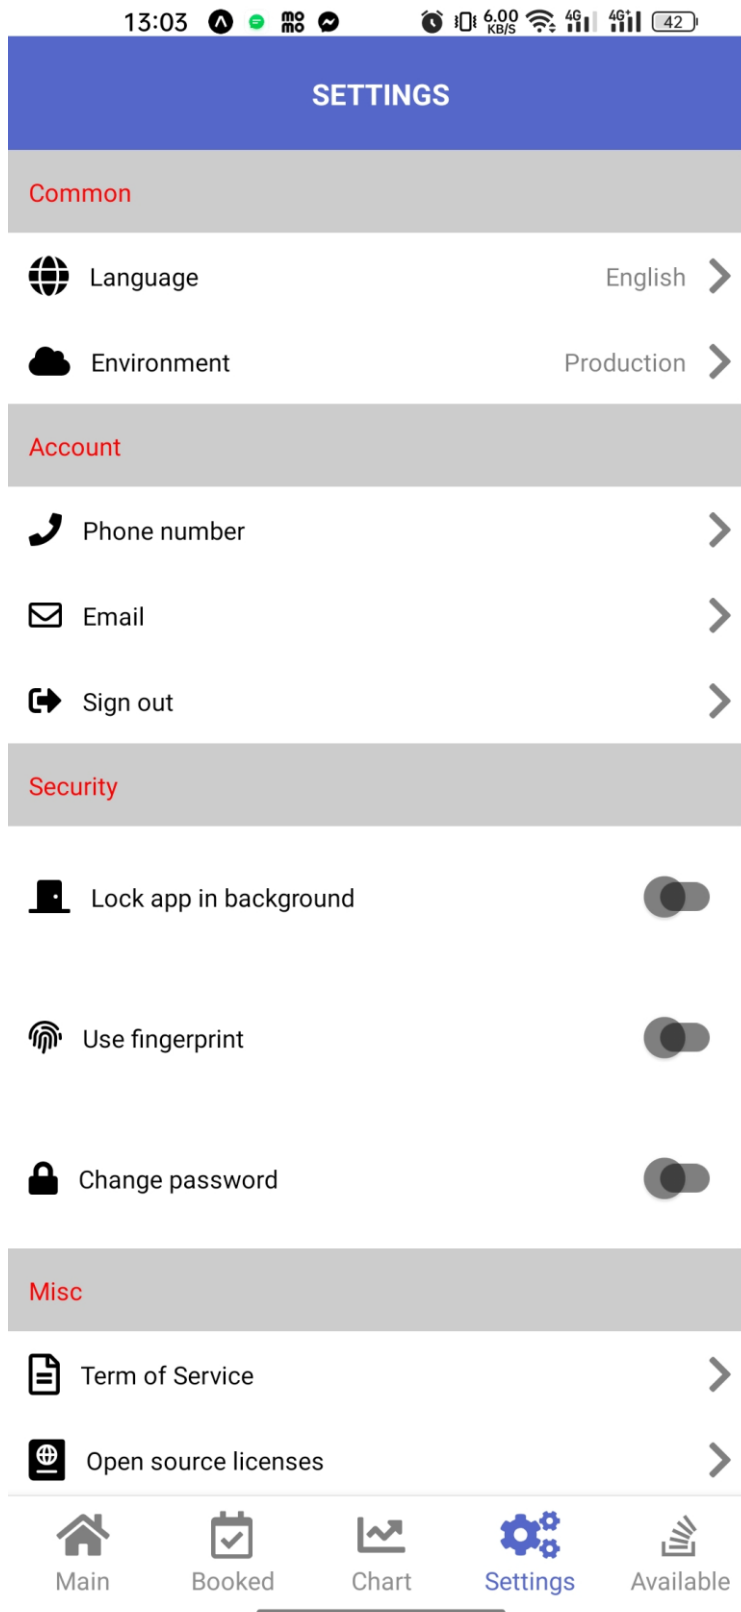 13:03 mo mo 6.00 KB/S 4G 4G+ 42
SETTINGS
Common
Language English
Environment Production
Account
Phone number
Email
Sign out
Security
Lock app in background
Use fingerprint
Change password
Misc
Term of Service
Open source licenses
Main Booked Chart Settings Available